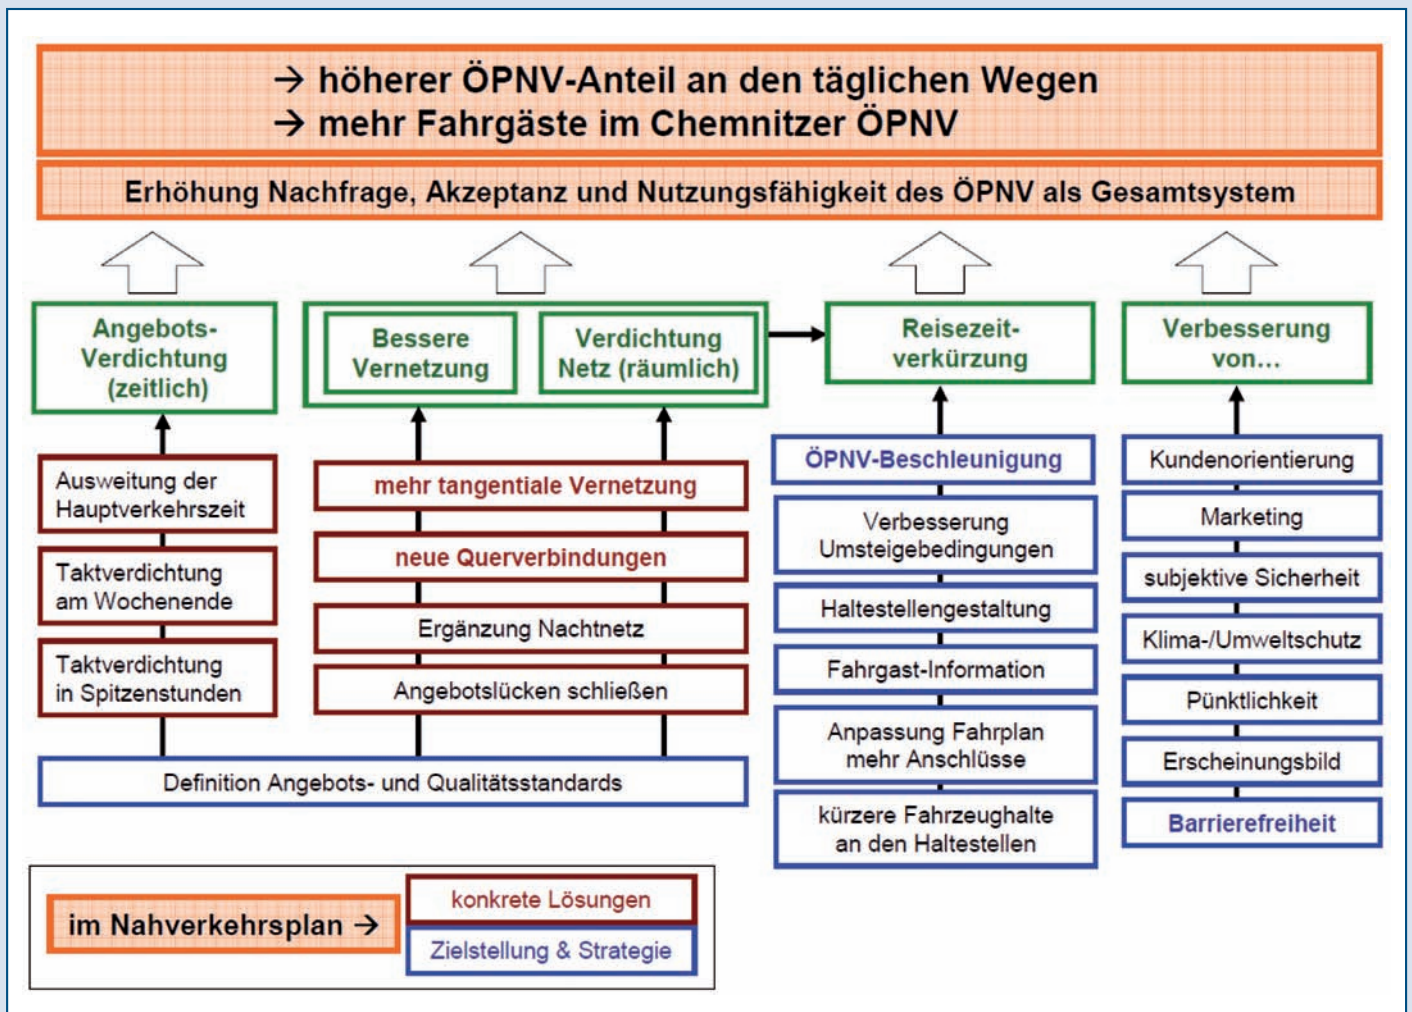 → höherer ÖPNV-Anteil an den täglichen Wegen
→ mehr Fahrgäste im Chemnitzer ÖPNV
Erhöhung Nachfrage, Akzeptanz und Nutzungsfähigkeit des ÖPNV als Gesamtsystem
Angebots-
Verdichtung
(zeitlich)
Ausweitung der
Hauptverkehrszeit
Taktverdichtung
am Wochenende
Taktverdichtung
in Spitzenstunden
Bessere
Vernetzung
Verdichtung
Netz (räumlich)
mehr tangentiale Vernetzung
neue Querverbindungen
Ergänzung Nachtnetz
Angebotslücken schließen
Definition Angebots- und Qualitätsstandards
Reisezeit-
verkürzung
ÖPNV-Beschleunigung
Verbesserung
Umsteigebedingungen
Haltestellengestaltung
Fahrgast-Information
Anpassung Fahrplan
mehr Anschlüsse
kürzere Fahrzeughalte
an den Haltestellen
Verbesserung
von...
Kundenorientierung
Marketing
subjektive Sicherheit
Klima-/Umweltschutz
Pünktlichkeit
Erscheinungsbild
Barrierefreiheit
im Nahverkehrsplan →
konkrete Lösungen
Zielstellung & Strategie